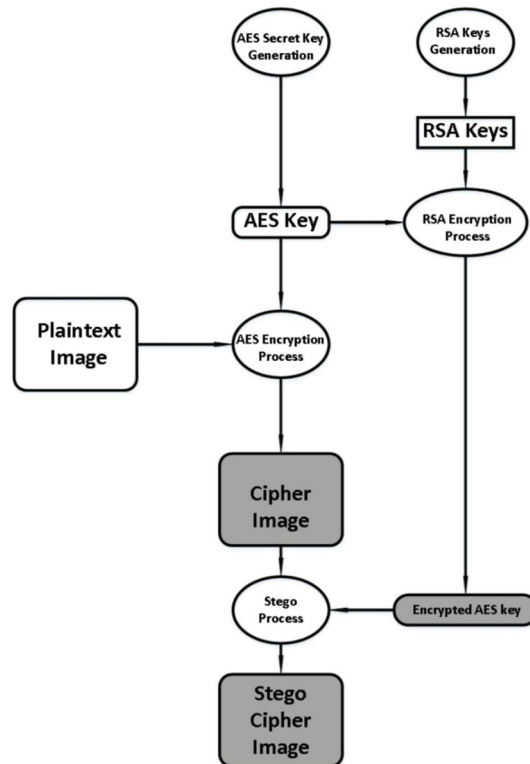 AES Secret Key
Generation
RSA Keys
Generation
RSA Keys
AES Key
RSA Encryption
Process
Plaintext
Image
AES Encryption
Process
Cipher
Image
Stego
Process
Encrypted AES key
Stego
Cipher
Image